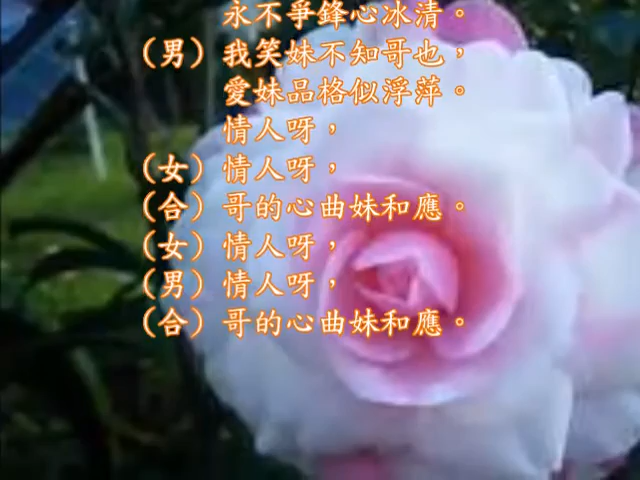 永不爭鋒心冰清。
（男）我笑妹不知哥也，
愛妹品格似浮萍。
情人呀，
（女）情人呀，
（合）哥的心曲妹和應。
（女）情人呀，
（男）情人呀，
（合）哥的心曲妹和應。